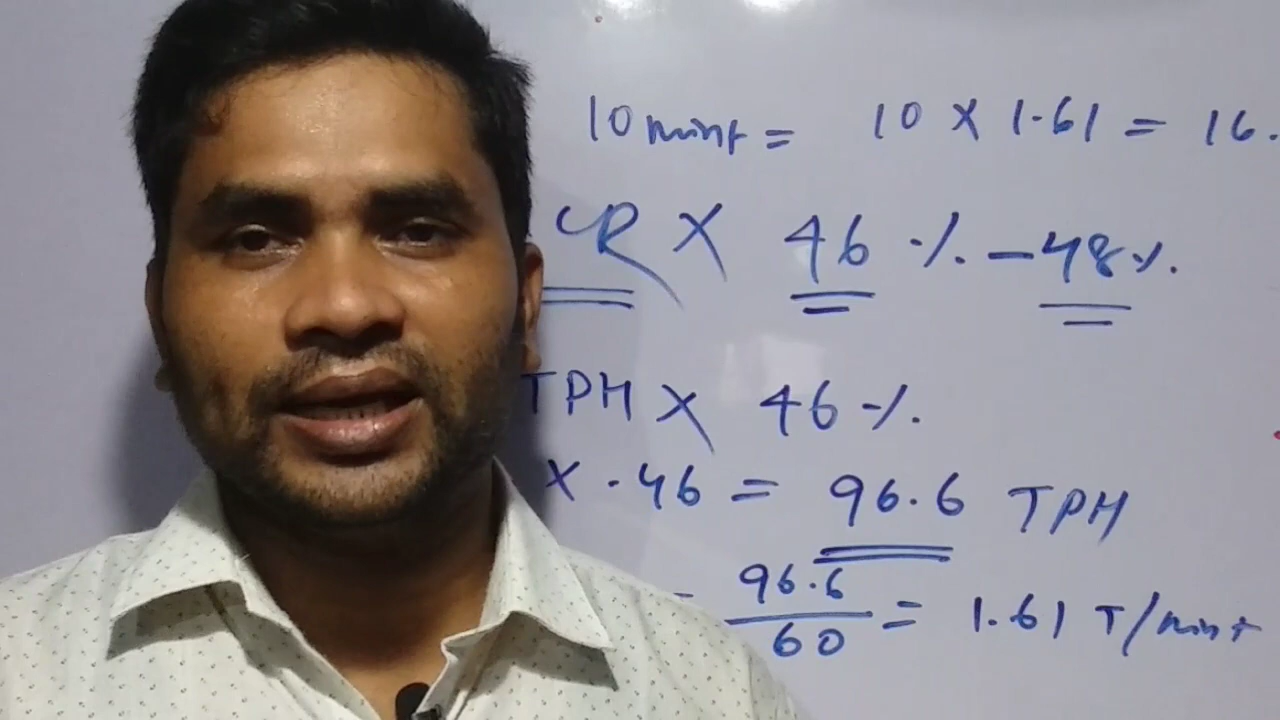 10 mint = 10 X 1.61 = 16.
CR X 46 % - 48 %.
TPH X 46 %.
X .46 = 96.6 TPH
- 96.6 / 60 = 1.61 T/mint